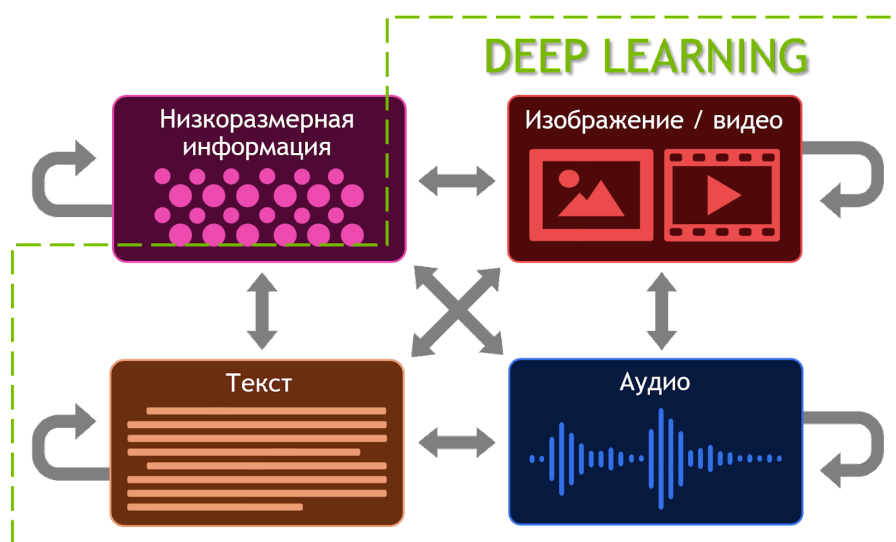 DEEP LEARNING
Низкоразмерная
информация
Изображение / видео
Текст
Аудио